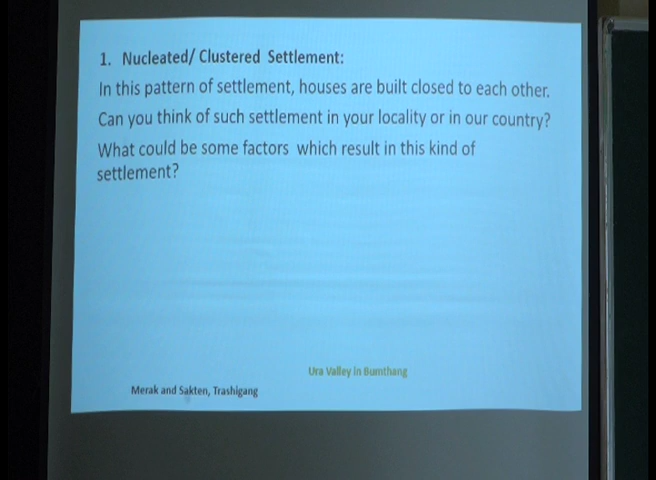 1. Nucleated/ Clustered Settlement:
In this pattern of settlement, houses are built closed to each other.
Can you think of such settlement in your locality or in our country?
What could be some factors which result in this kind of
settlement?
Ura Valley in Bumthang
Merak and Sakten, Trashigang